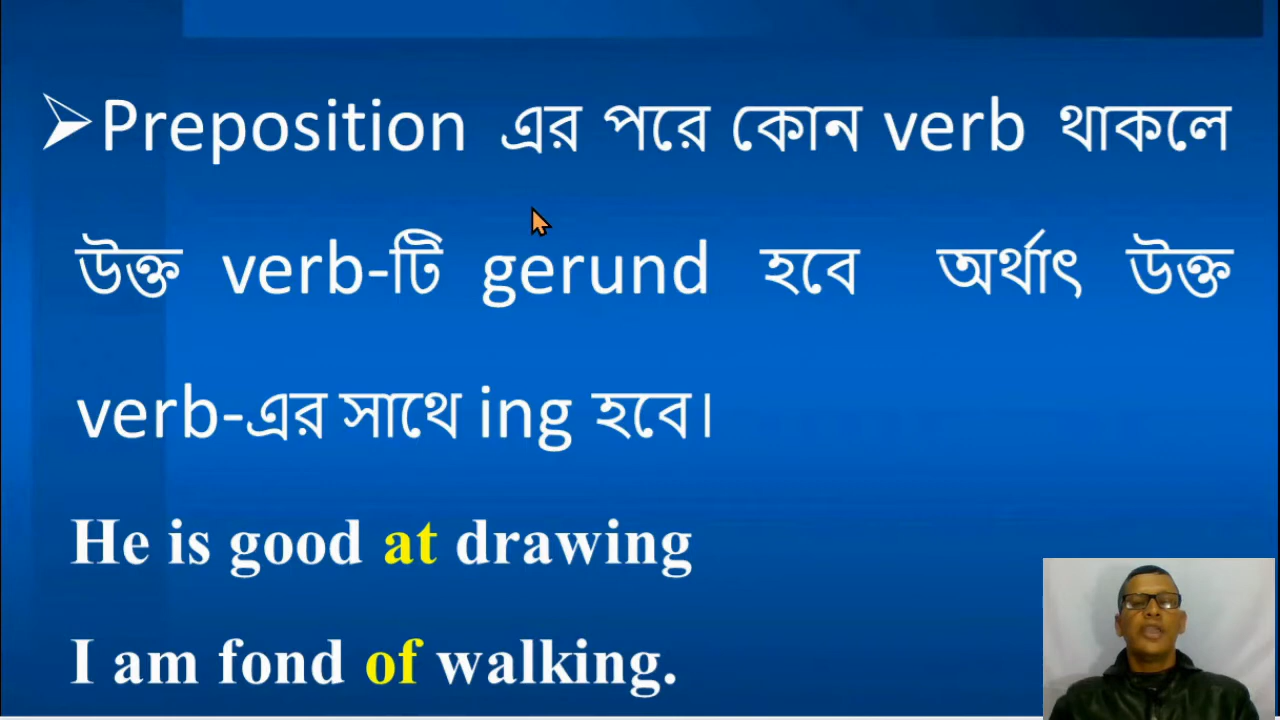 Preposition এর পরে কোন verb থাকলে
উক্ত verb-টি gerund হবে অর্থাৎ উক্ত
verb-এর সাথে ing হবে।
He is good at drawing
I am fond of walking.